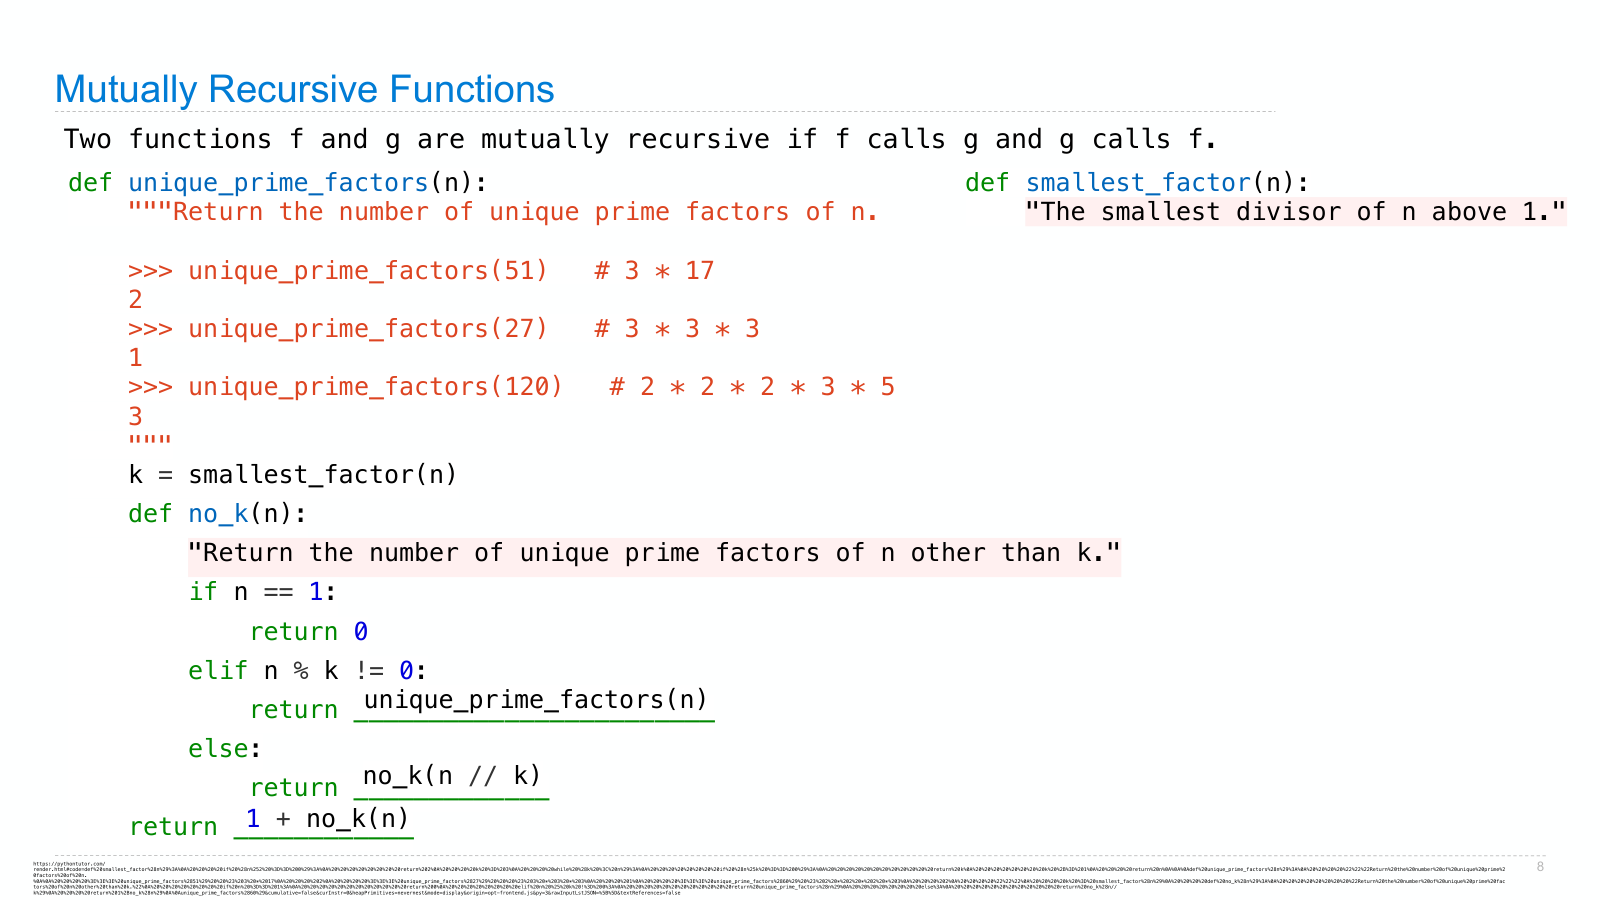 Mutually Recursive Functions
Two functions f and g are mutually recursive if f calls g and g calls f.
def unique_prime_factors(n):
"""Return the number of unique prime factors of n.
>>> unique_prime_factors(51)   # 3 * 17
2
>>> unique_prime_factors(27)   # 3 * 3 * 3
1
>>> unique_prime_factors(120)   # 2 * 2 * 2 * 3 * 5
3
"""
k = smallest_factor(n)
def no_k(n):
"Return the number of unique prime factors of n other than k."
if n == 1:
return 0
elif n % k != 0:
return unique_prime_factors(n)
else:
return no_k(n // k)
return 1 + no_k(n)
def smallest_factor(n):
"The smallest divisor of n above 1."
https://pythontutor.com/
8